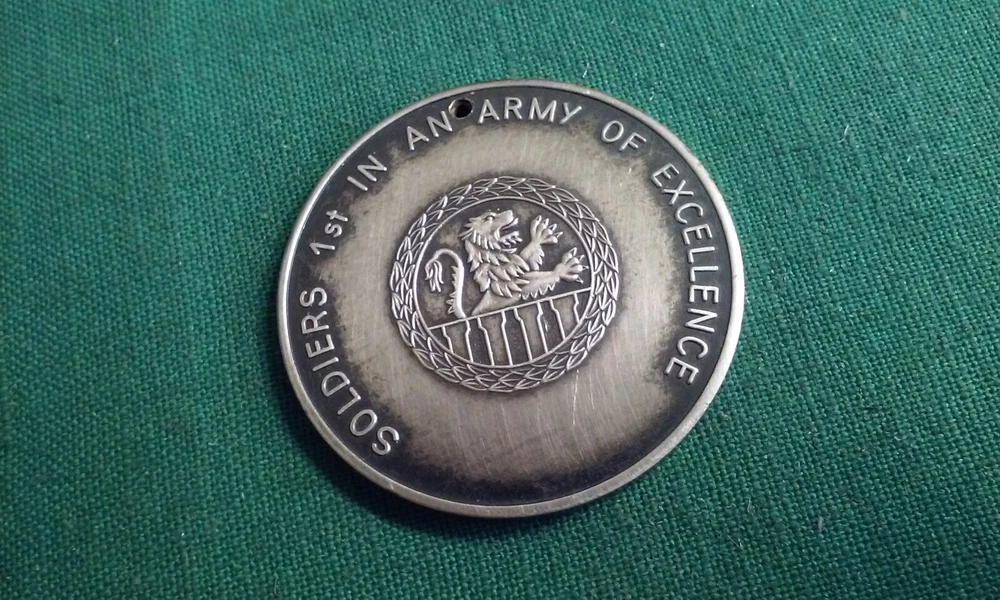 SOLDIERS 1st IN AN ARMY OF EXCELLENCE